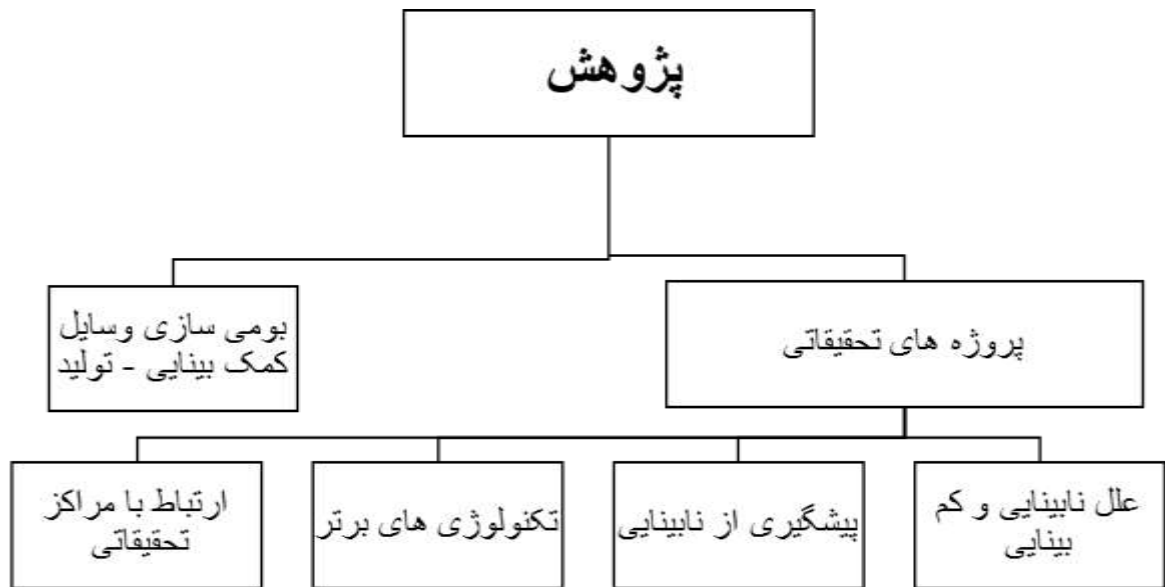 پژوهش
پروژه های تحقیقاتی
بومی سازی وسایل
کمک بینایی - تولید
علل نابینایی و کم
بینایی
پیشگیری از نابینایی
تکنولوژی های برتر
ارتباط با مراکز
تحقیقاتی